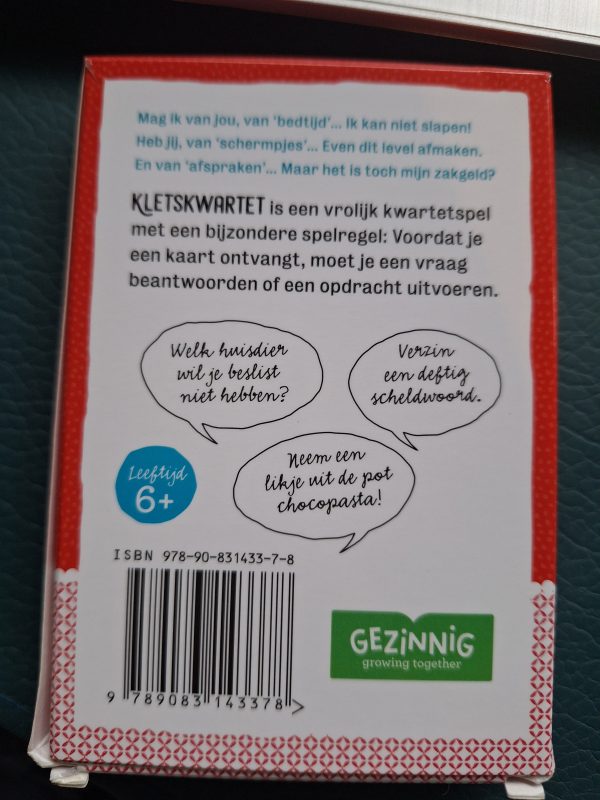 Mag ik van jou, van 'bedtijd'... Ik kan niet slapen!
Heb jij, van 'schermpjes'... Even dit level afmaken.
En van 'afspraken'... Maar het is toch mijn zakgeld?
KLETSKWARTET is een vrolijk kwartetspel
met een bijzondere spelregel: Voordat je
een kaart ontvangt, moet je een vraag
beantwoorden of een opdracht uitvoeren.
Welk huisdier
wil je beslist
niet hebben?
Verzin
een deftig
scheldwoord.
Neem een
likje uit de pot
chocopasta!
Leeftijd
6+
ISBN 978-90-831433-7-8
9 789083 143378 >
GEZiNNiG
growing together